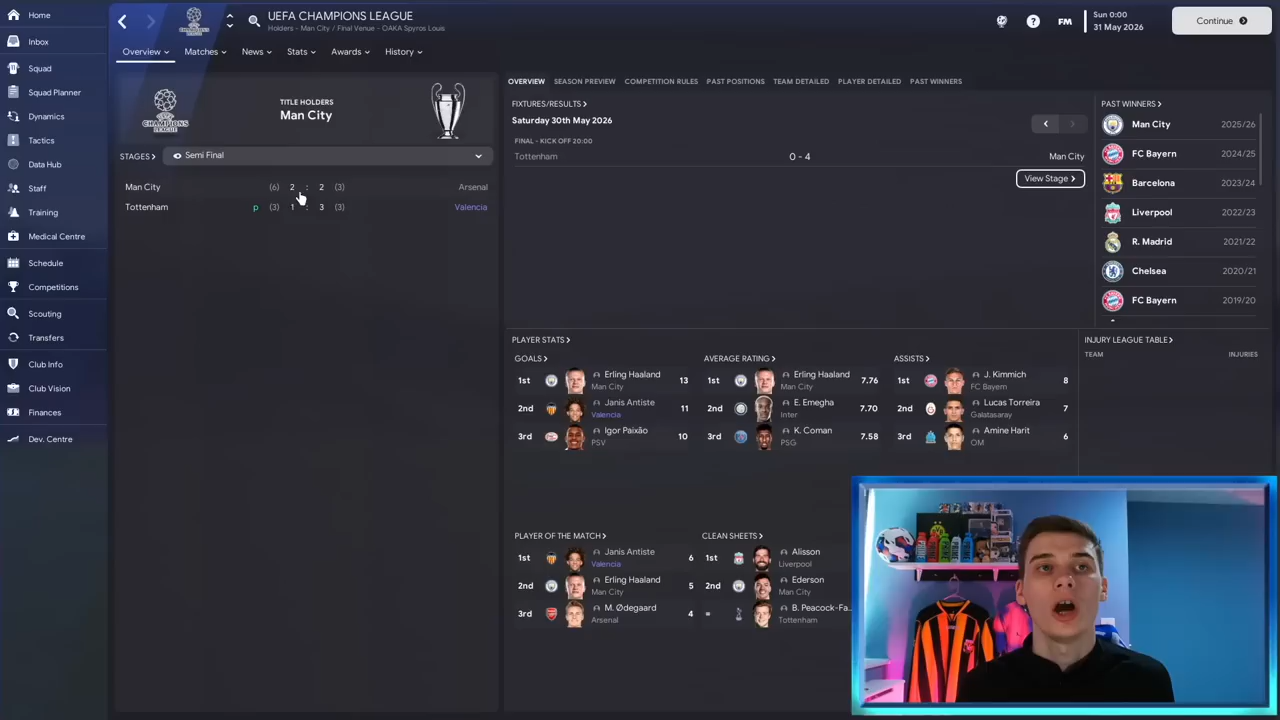 Home
Inbox
Squad
Squad Planner
Dynamics
Tactics
Data Hub
Staff
Training
Medical Centre
Schedule
Competitions
Scouting
Transfers
Club Info
Club Vision
Finances
Dev. Centre
UEFA CHAMPIONS LEAGUE
Holders - Man City / Final Venue - OAKA Spyros Louis
FM
Sun 0:00
31 May 2026
Continue
Overview
Matches
News
Stats
Awards
History
CHAMPIONS
LEAGUE
TITLE HOLDERS
Man City
STAGES
Semi Final
Man City (6) 2 : 2 (3) Arsenal
Tottenham p (3) 1 : 3 (3) Valencia
OVERVIEW
SEASON PREVIEW
COMPETITION RULES
PAST POSITIONS
TEAM DETAILED
PLAYER DETAILED
PAST WINNERS
FIXTURES/RESULTS
Saturday 30th May 2026
FINAL - KICK OFF 20:00
Tottenham 0 - 4 Man City
View Stage
PAST WINNERS
Man City 2025/26
FC Bayern 2024/25
Barcelona 2023/24
Liverpool 2022/23
R. Madrid 2021/22
Chelsea 2020/21
FC Bayern 2019/20
PLAYER STATS
GOALS
1st Erling Haaland 13
Man City
2nd Janis Antiste 11
Valencia
3rd Igor Paixão 10
PSV
AVERAGE RATING
1st Erling Haaland 7.76
Man City
2nd E. Emegha 7.70
Inter
3rd K. Coman 7.58
PSG
ASSISTS
1st J. Kimmich 8
FC Bayern
2nd Lucas Torreira 7
Galatasaray
3rd Amine Harit 6
OM
INJURY LEAGUE TABLE
TEAM INJURIES
PLAYER OF THE MATCH
1st Janis Antiste 6
Valencia
2nd Erling Haaland 5
Man City
3rd M. Ødegaard 4
Arsenal
CLEAN SHEETS
1st Alisson
Liverpool
2nd Ederson
Man City
= B. Peacock-Fa...
Tottenham